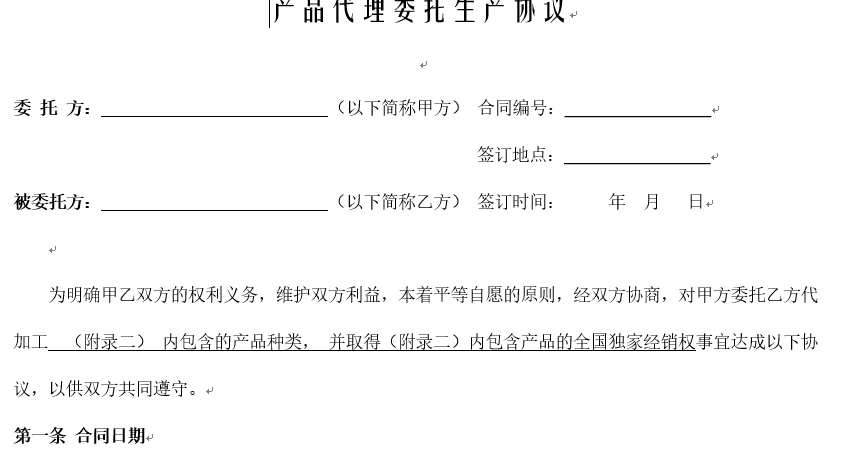 产品代理委托生产协议
委 托 方：（以下简称甲方） 合同编号：
签订地点：
被委托方：（以下简称乙方） 签订时间： 年 月 日
为明确甲乙双方的权利义务，维护双方利益，本着平等自愿的原则，经双方协商，对甲方委托乙方代
加工 （附录二） 内包含的产品种类， 并取得（附录二）内包含产品的全国独家经销权事宜达成以下协
议，以供双方共同遵守。
第一条 合同日期